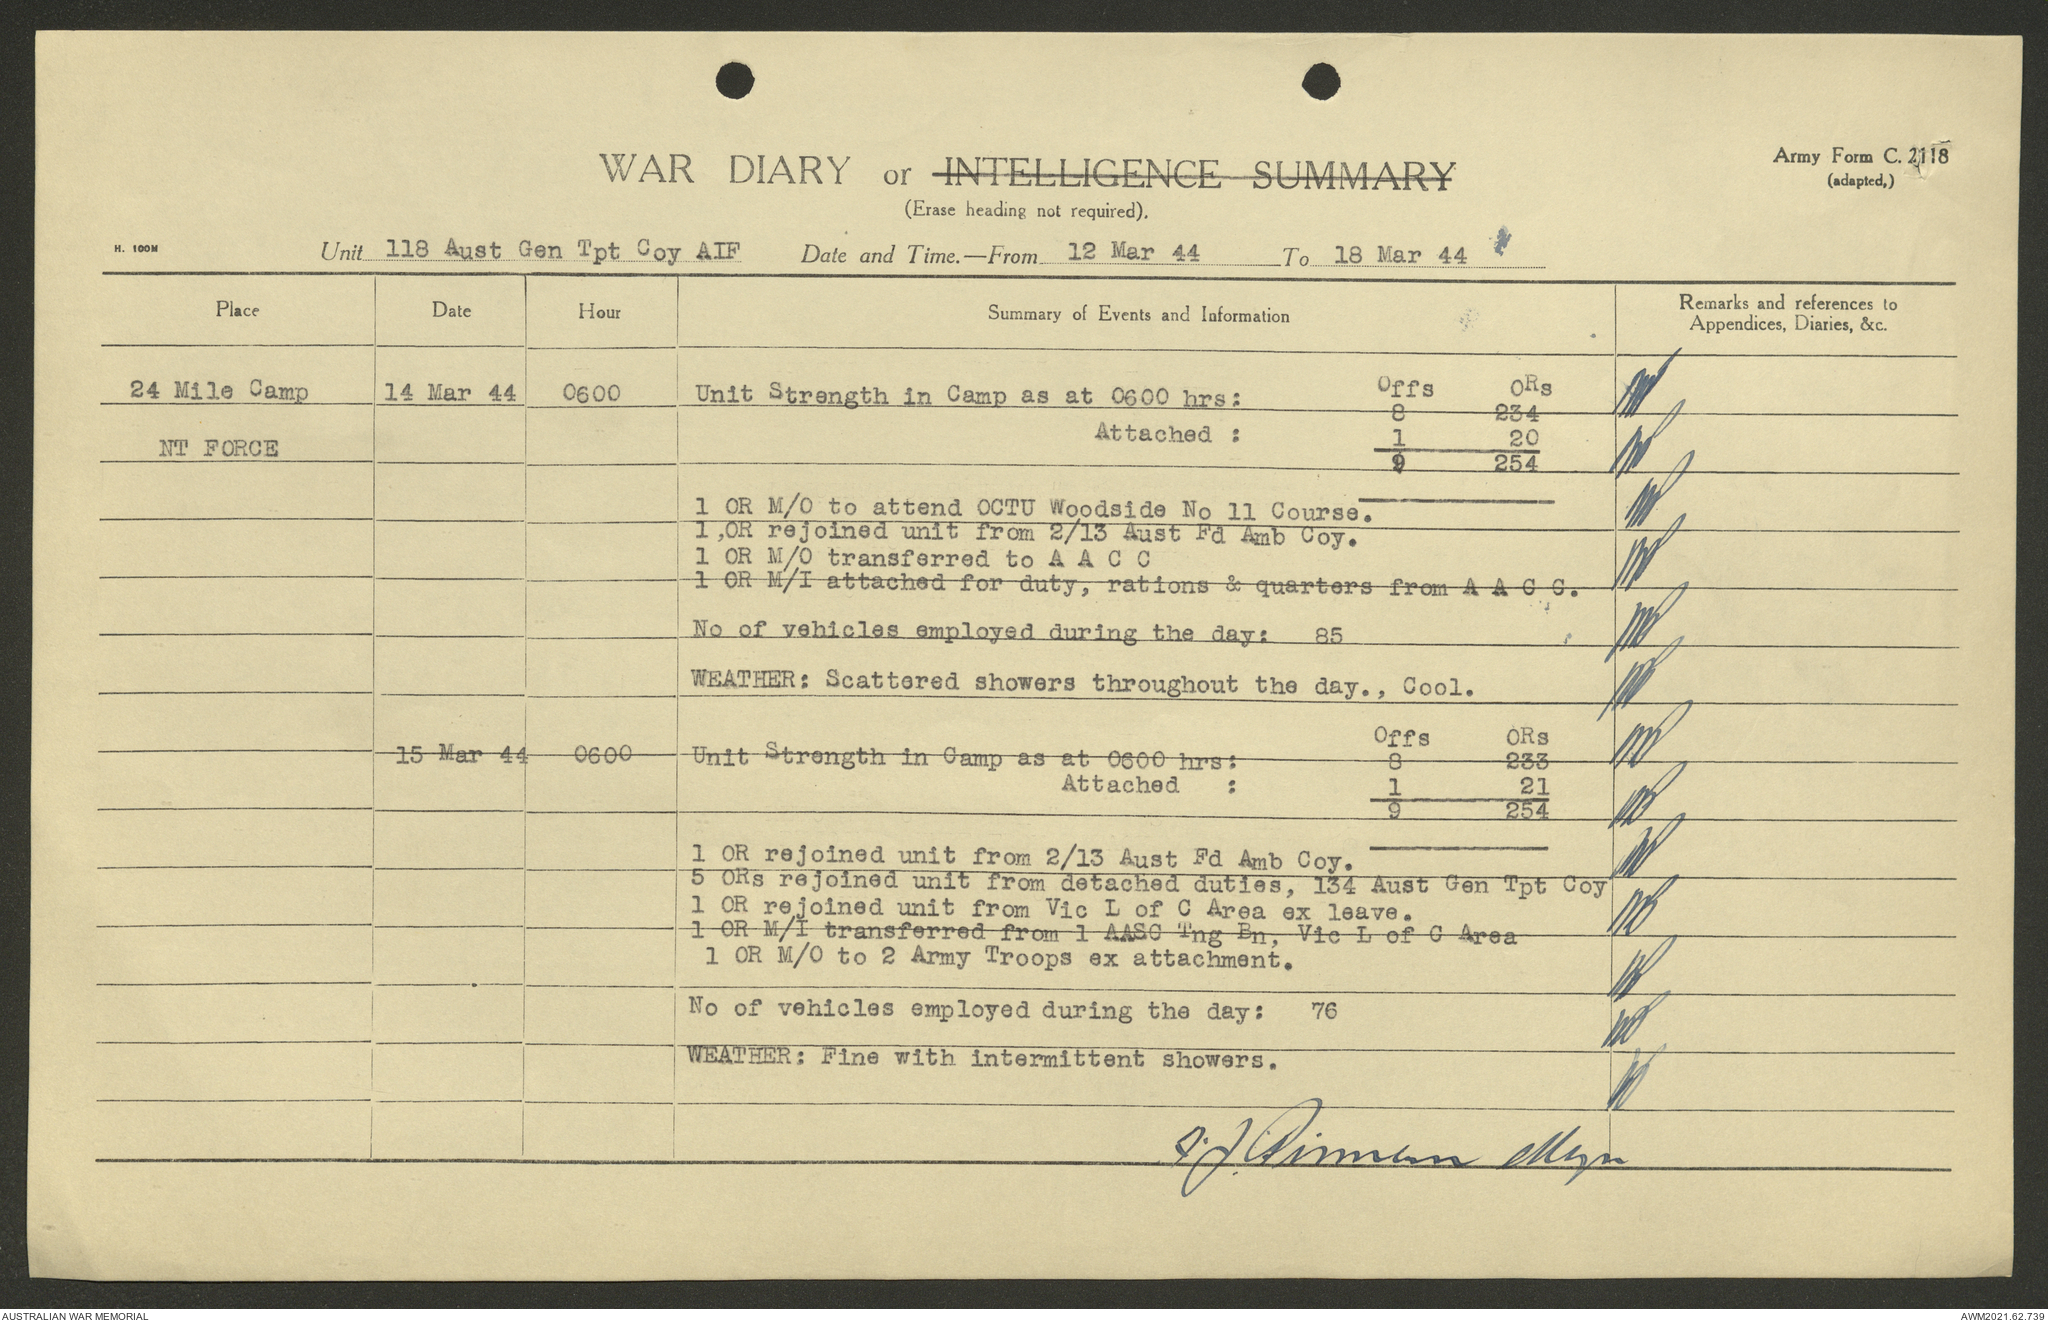 WAR DIARY or INTELLIGENCE SUMMARY
(Erase heading not required).
Army Form C. 2118
(adapted,)
H. 100M
Unit 118 Aust Gen Tpt Coy AIF Date and Time.—From 12 Mar 44 To 18 Mar 44
Place Date Hour Summary of Events and Information Remarks and references to Appendices, Diaries, &c.
Offs ORs
24 Mile Camp 14 Mar 44 0600 Unit Strength in Camp as at 0600 hrs:
8 234
Attached : 1 20
NT FORCE
9 254
1 OR M/O to attend OCTU Woodside No 11 Course.
1,OR rejoined unit from 2/13 Aust Fd Amb Coy.
1 OR M/O transferred to A A C C
1 OR M/I attached for duty, rations & quarters from A A C C.
No of vehicles employed during the day: 85
WEATHER: Scattered showers throughout the day., Cool.
Offs ORs
15 Mar 44 0600 Unit Strength in Camp as at 0600 hrs: 8 233
Attached : 1 21
9 254
1 OR rejoined unit from 2/13 Aust Fd Amb Coy.
5 ORs rejoined unit from detached duties, 134 Aust Gen Tpt Coy
1 OR rejoined unit from Vic L of C Area ex leave.
1 OR M/I transferred from 1 AASC Tng Bn, Vic L of C Area
1 OR M/O to 2 Army Troops ex attachment.
No of vehicles employed during the day: 76
WEATHER: Fine with intermittent showers.
AUSTRALIAN WAR MEMORIAL
AWM2021.62.739